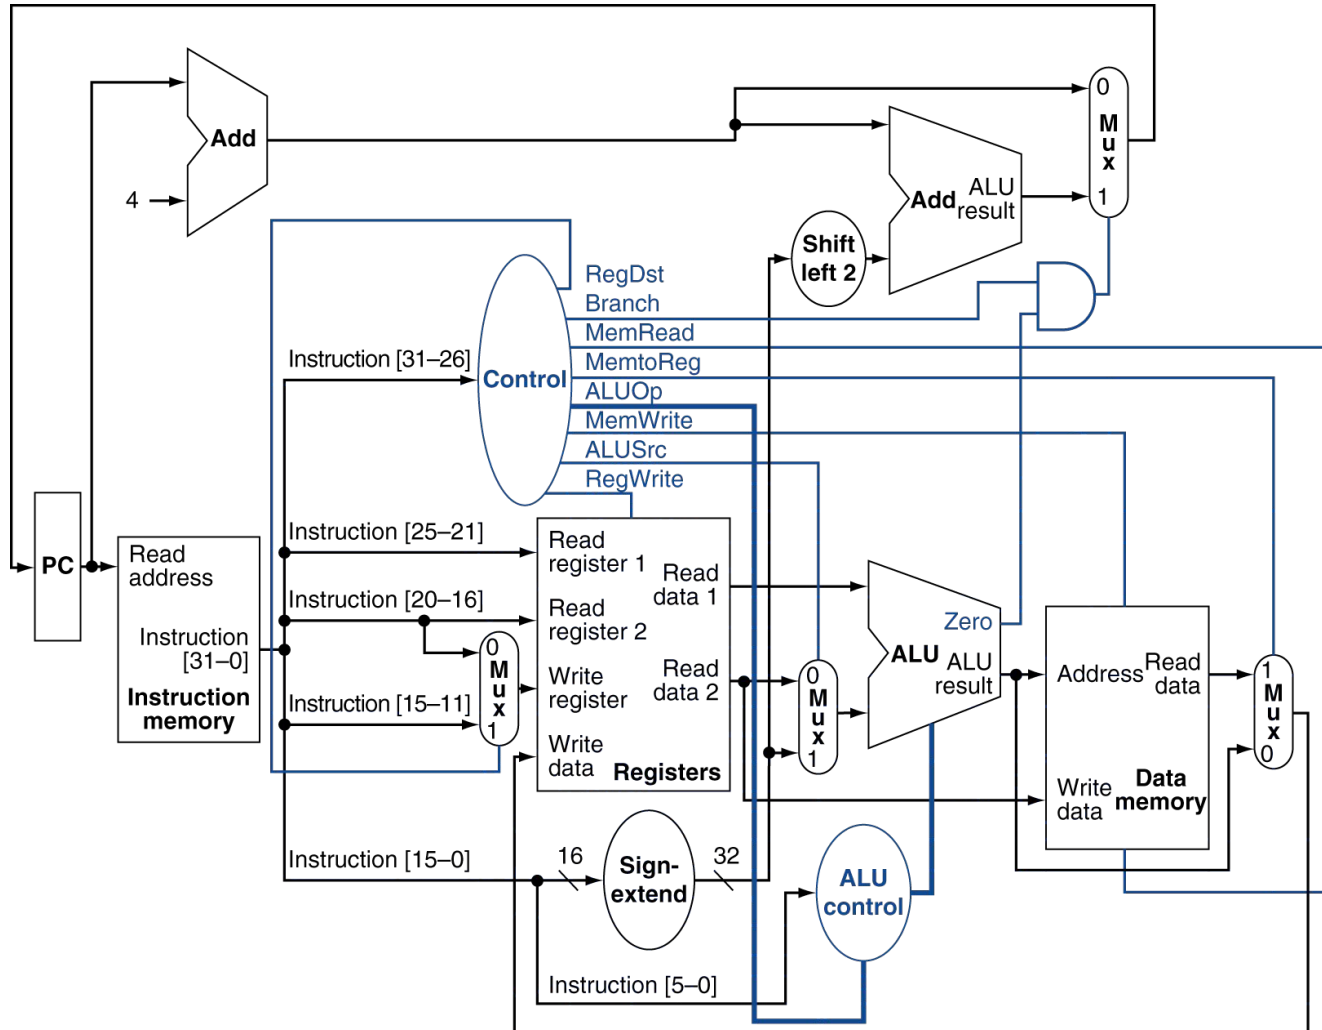 0
M
u
x
1
Add
4
Add
ALU
result
Shift
left 2
RegDst
Branch
MemRead
MemtoReg
ALUOp
MemWrite
ALUSrc
RegWrite
Control
Instruction [31–26]
Instruction [25–21]
Instruction [20–16]
Instruction [15–11]
Instruction [15–0]
Instruction [5–0]
PC
Read
address
Instruction
[31–0]
Instruction
memory
0
M
u
x
1
Read
register 1
Read
register 2
Write
register
Write
data
Read
data 1
Read
data 2
Registers
0
M
u
x
1
Zero
ALU
ALU
result
Address
Read
data
Write
data
Data
memory
1
M
u
x
0
16
Sign-
extend
32
ALU
control